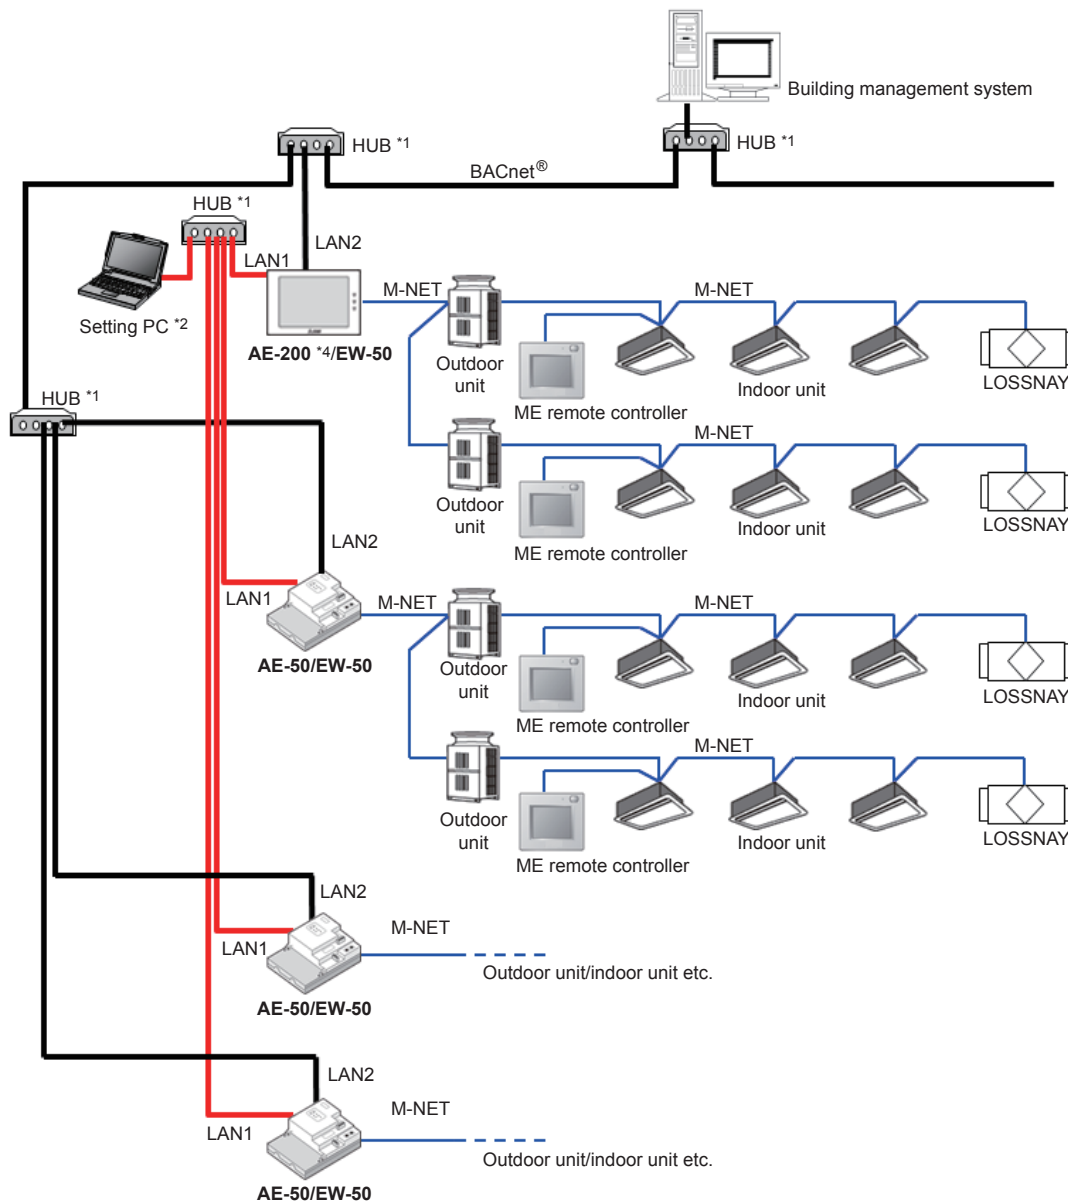 Building management system
HUB *1
HUB *1
BACnet®
HUB *1
LAN2
LAN1
M-NET
M-NET
Setting PC *2
AE-200 *4/EW-50
Outdoor
unit
Indoor unit
LOSSNAY
ME remote controller
HUB *1
M-NET
Outdoor
unit
Indoor unit
LOSSNAY
ME remote controller
LAN2
LAN1
M-NET
M-NET
AE-50/EW-50
Outdoor
unit
Indoor unit
LOSSNAY
ME remote controller
M-NET
Outdoor
unit
Indoor unit
LOSSNAY
ME remote controller
LAN2
M-NET
LAN1
Outdoor unit/indoor unit etc.
AE-50/EW-50
LAN2
M-NET
LAN1
Outdoor unit/indoor unit etc.
AE-50/EW-50